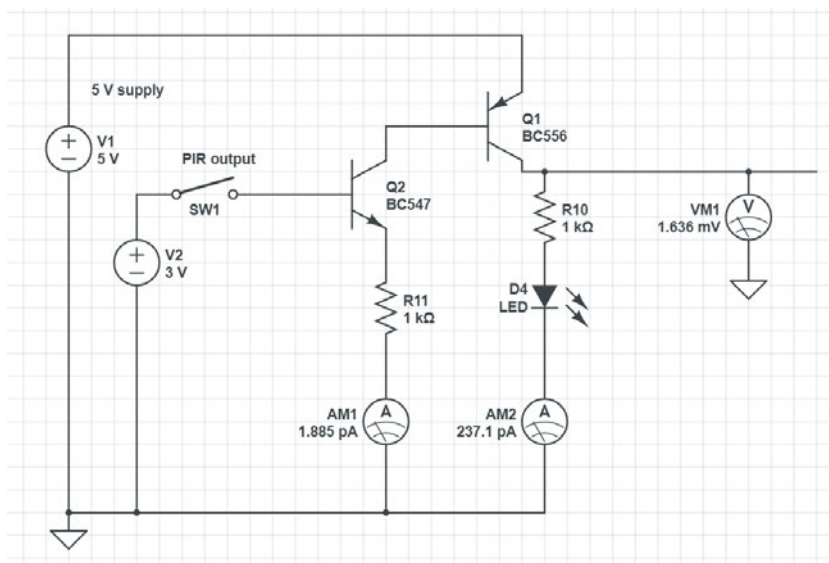 5 V supply
V1
5 V
PIR output
SW1
V2
3 V
Q1
BC556
Q2
BC547
R10
1 kΩ
VM1
1.636 mV
V
D4
LED
R11
1 kΩ
AM1
1.885 pA
A
AM2
237.1 pA
A